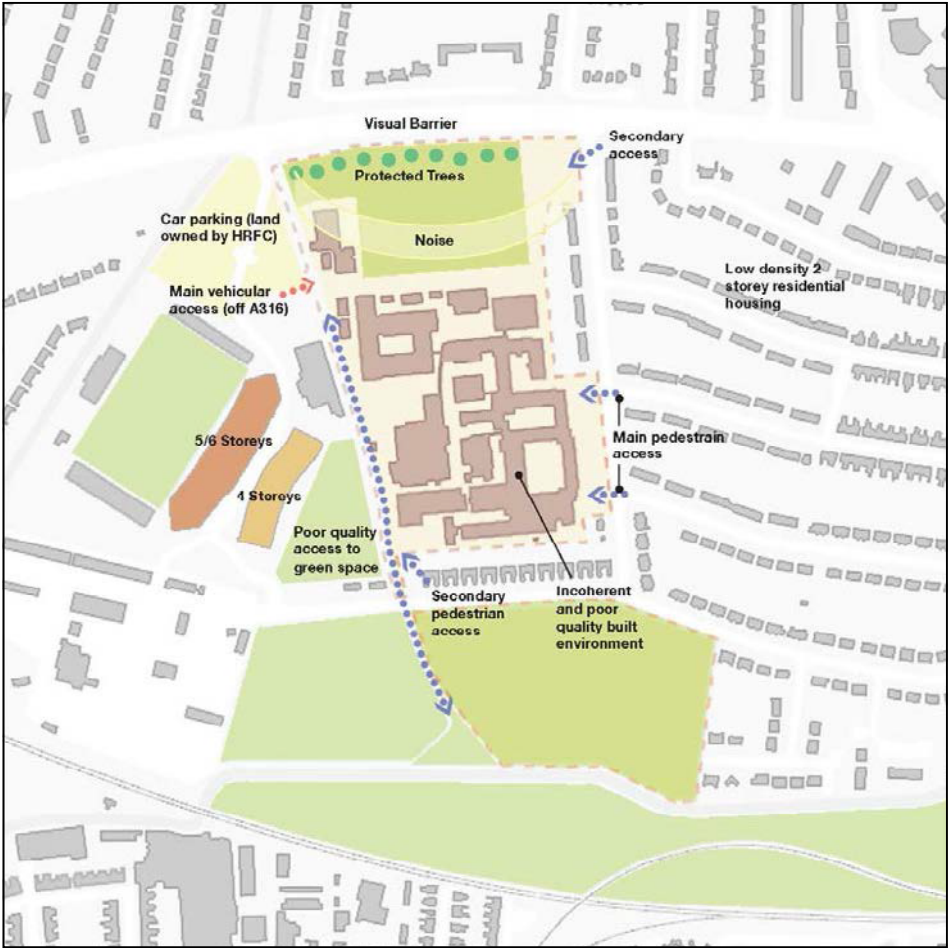 Visual Barrier
Secondary
access
Protected Trees
Car parking (land
owned by HRFC)
Noise
Low density 2
storey residential
housing
Main vehicular
access (off A316)
5/6 Storeys
Main pedestrain
access
4 Storeys
Poor quality
access to
green space
Secondary
pedestrian
access
Incoherent
and poor
quality built
environment